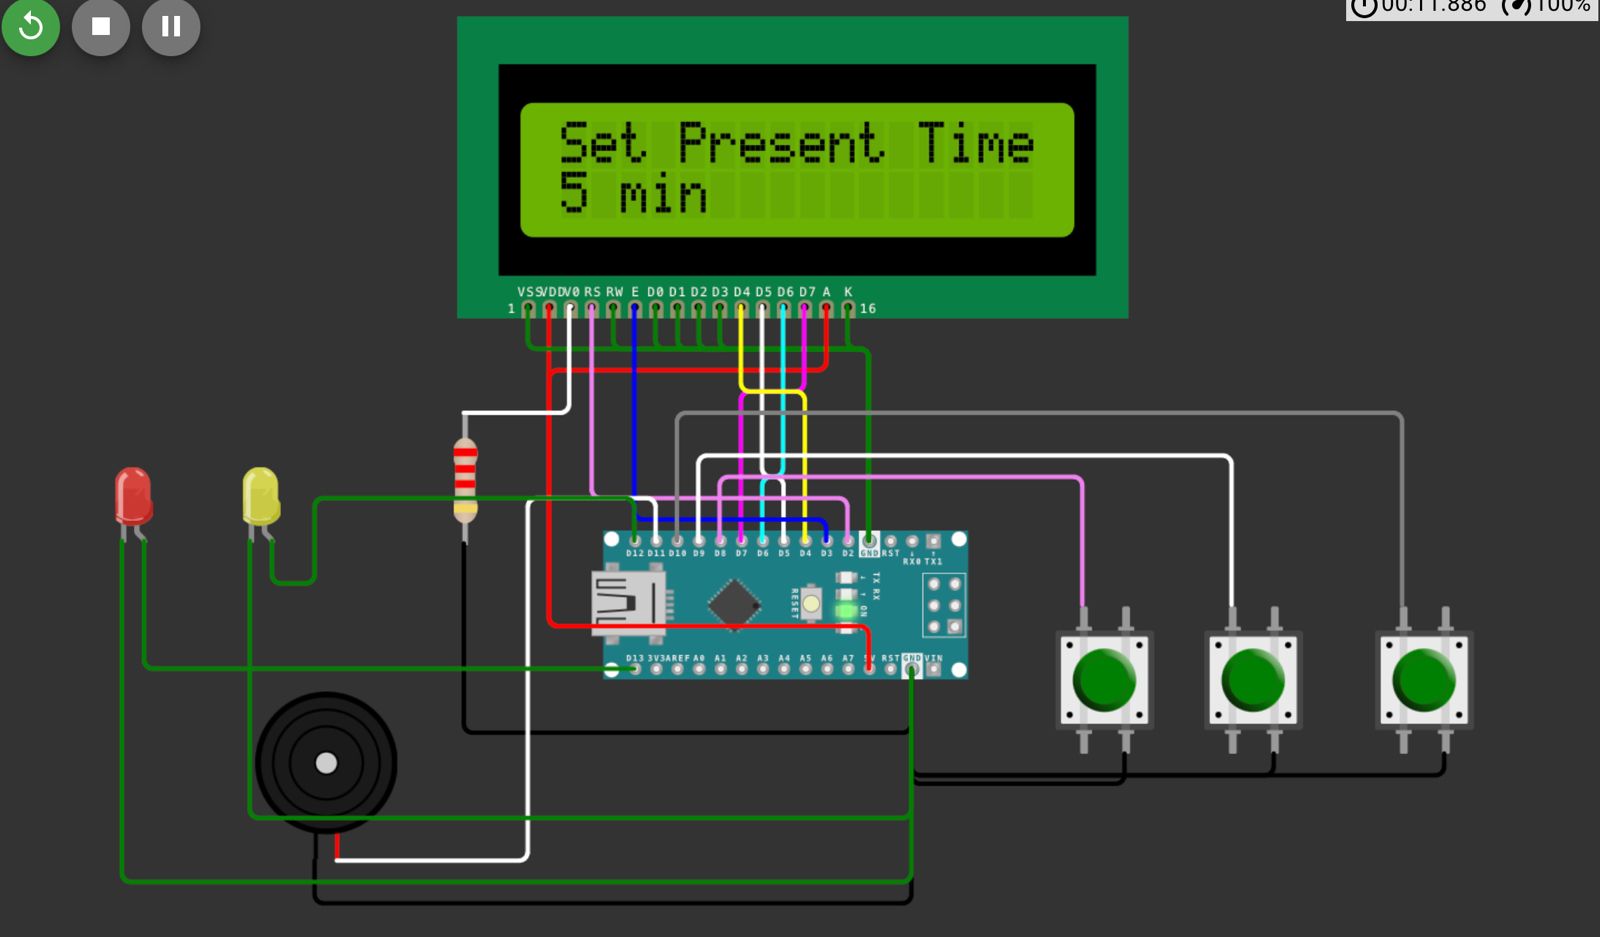 00:11.886 100%
Set Present Time
5 min
VSS VDD V0 RS RW E D0 D1 D2 D3 D4 D5 D6 D7 A K
1 16
D12 D11 D10 D9 D8 D7 D6 D5 D4 D3 D2 GND RST RX0 TX1
RESET
TX RX
ON
D13 3V3 AREF A0 A1 A2 A3 A4 A5 A6 A7 5V RST GND VIN